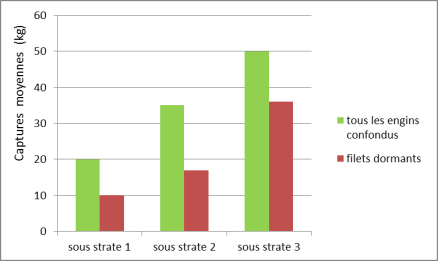 Captures moyennes (kg)
60
50
40
30
20
10
0
sous strate 1
sous strate 2
sous strate 3
tous les engins
confondus
filets dormants